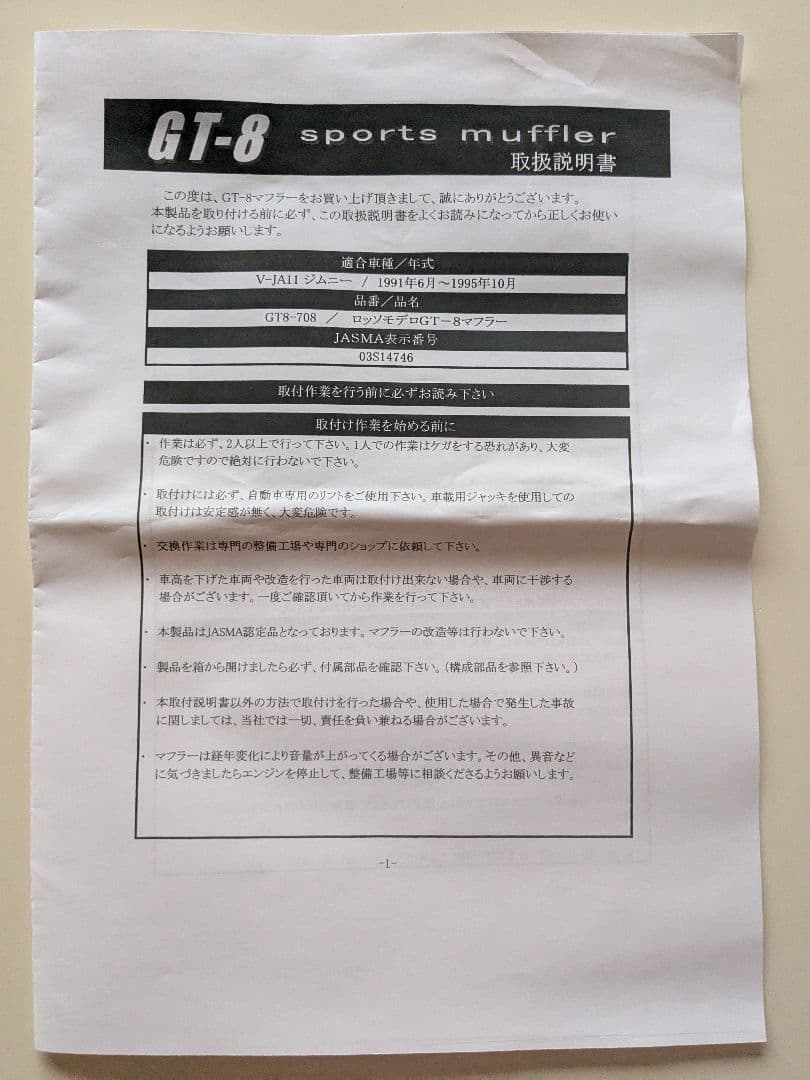 GT-8 sports muffler
取扱説明書
この度は、GT-8マフラーをお買い上げ頂きまして、誠にありがとうございます。
本製品を取り付ける前に必ず、この取扱説明書をよくお読みになってから正しくお使い
になるようお願いします。
適合車種／年式
V-JA11 ジムニー / 1991年6月～1995年10月
品番／品名
GT8-708 ／ ロッソモデロGT－8マフラー
JASMA表示番号
03S14746
取付作業を行う前に必ずお読み下さい
取付け作業を始める前に
・ 作業は必ず、2人以上で行って下さい。1人での作業はケガをする恐れがあり、大変
危険ですので絶対に行わないで下さい。
・ 取付けには必ず、自動車専用のリフトをご使用下さい。車載用ジャッキを使用しての
取付けは安定感が無く、大変危険です。
・ 交換作業は専門の整備工場や専門のショップに依頼して下さい。
・ 車高を下げた車両や改造を行った車両は取付け出来ない場合や、車両に干渉する
場合がございます。一度ご確認頂いてから作業を行って下さい。
・ 本製品はJASMA認定品となっております。マフラーの改造等は行わないで下さい。
・ 製品を箱から開けましたら必ず、付属部品を確認下さい。（構成部品を参照下さい。）
・ 本取付説明書以外の方法で取付けを行った場合や、使用した場合で発生した事故
に関しましては、当社では一切、責任を負い兼ねる場合がございます。
・ マフラーは経年変化により音量が上がってくる場合がございます。その他、異音など
に気づきましたらエンジンを停止して、整備工場等に相談くださるようお願いします。
-1-